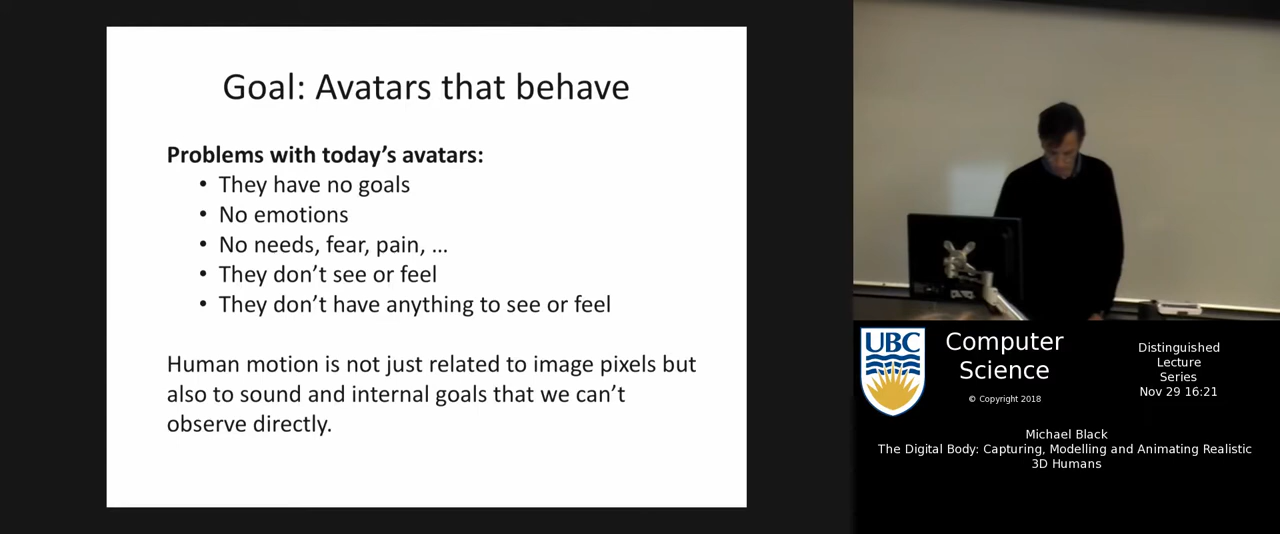 Goal: Avatars that behave
Problems with today's avatars:
• They have no goals
• No emotions
• No needs, fear, pain, ...
• They don't see or feel
• They don't have anything to see or feel
Human motion is not just related to image pixels but
also to sound and internal goals that we can't
observe directly.
UBC
Computer
Science
© Copyright 2018
Distinguished
Lecture
Series
Nov 29 16:21
Michael Black
The Digital Body: Capturing, Modelling and Animating Realistic
3D Humans